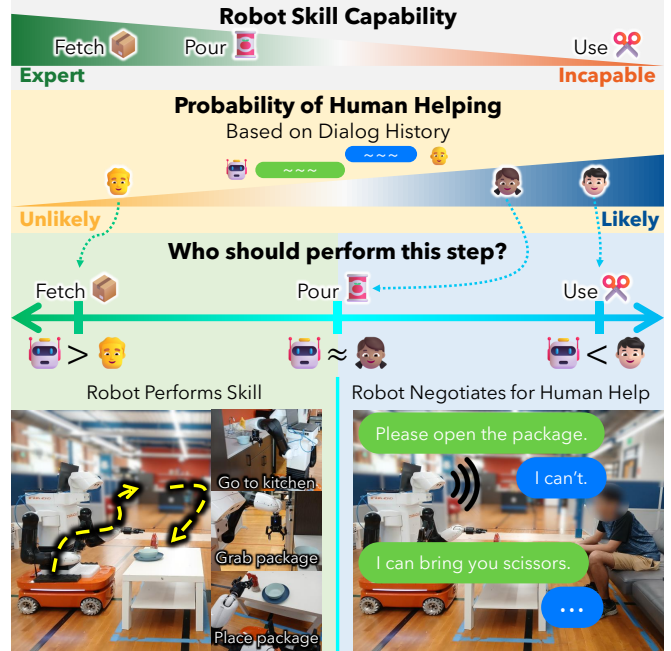 Robot Skill Capability
Fetch
Pour
Use
Expert
Incapable
Probability of Human Helping
Based on Dialog History
~~~
~~~
Unlikely
Likely
Who should perform this step?
Fetch
Pour
Use
>
≈
<
Robot Performs Skill
Robot Negotiates for Human Help
Go to kitchen
Grab package
Place package
Please open the package.
I can't.
I can bring you scissors.
...